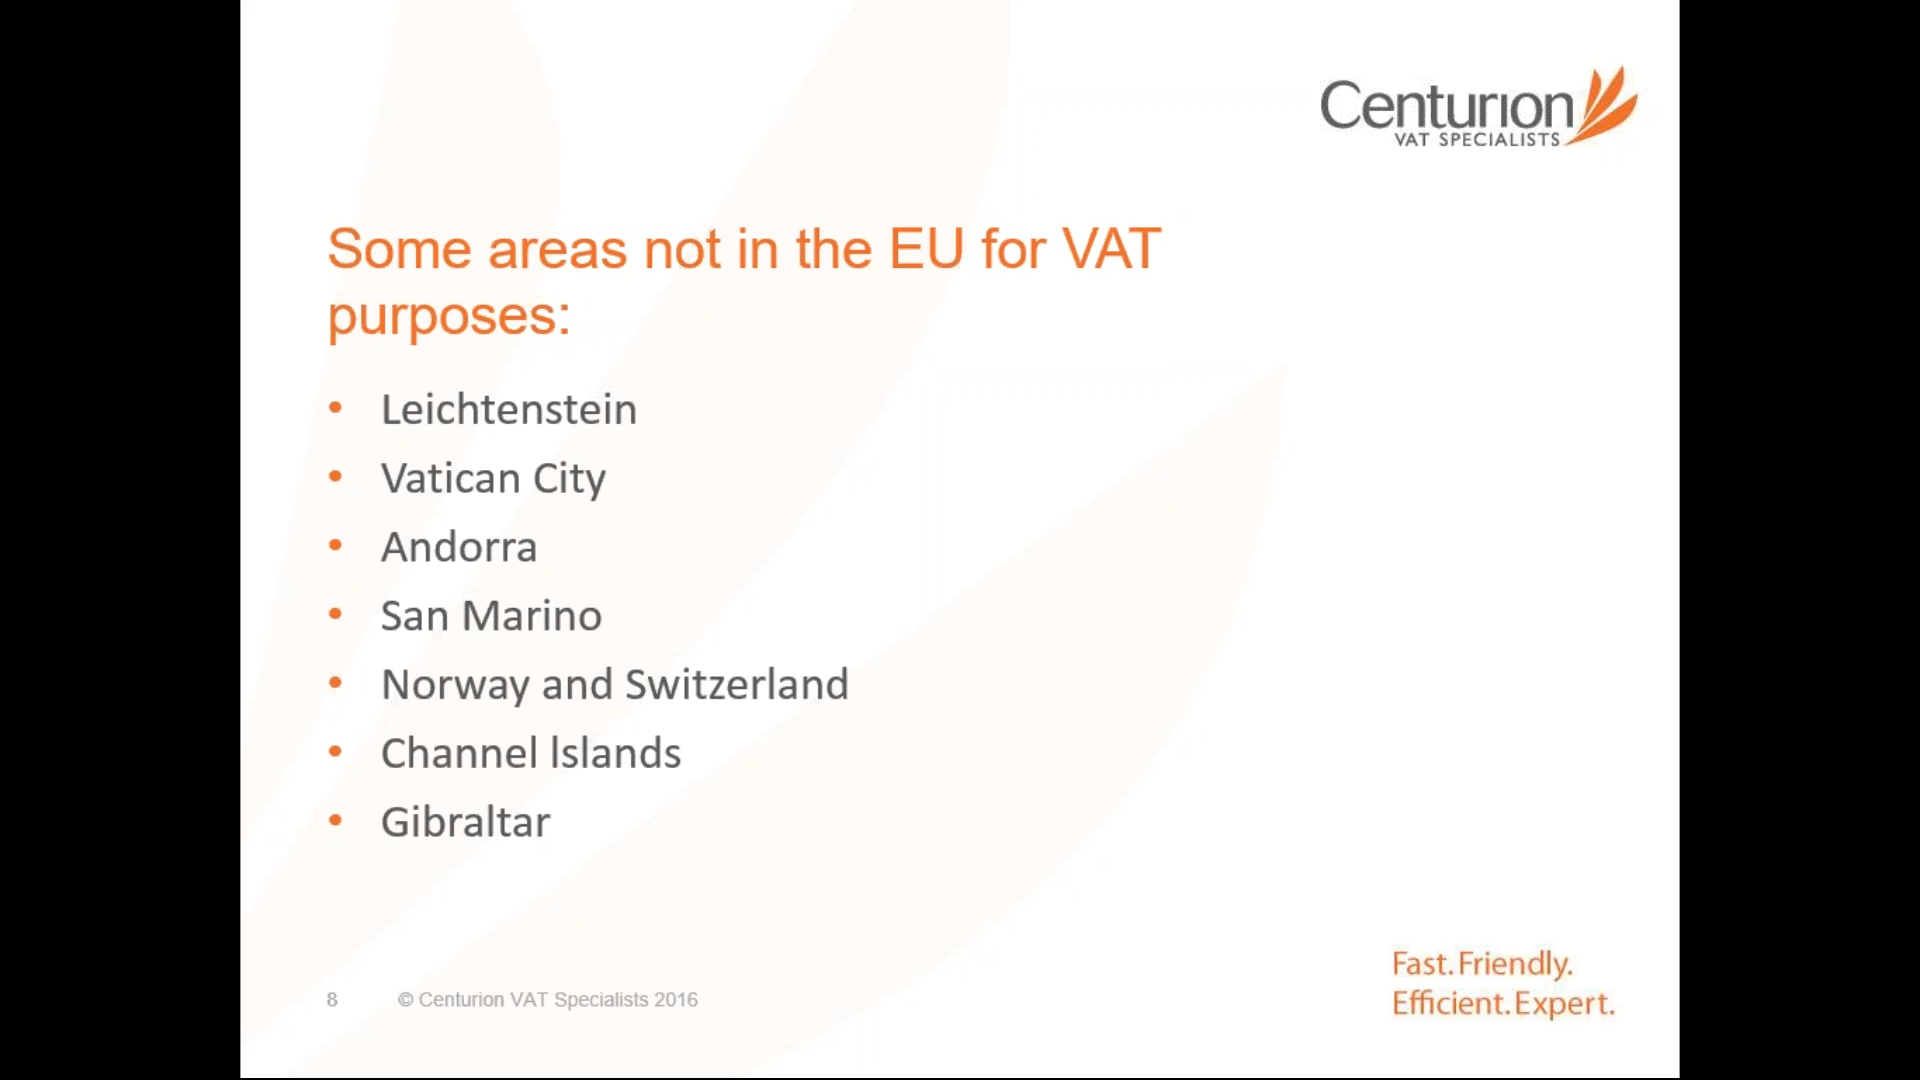 Centurion
VAT SPECIALISTS
Some areas not in the EU for VAT
purposes:
• Leichtenstein
• Vatican City
• Andorra
• San Marino
• Norway and Switzerland
• Channel Islands
• Gibraltar
Fast. Friendly.
Efficient. Expert.
8 © Centurion VAT Specialists 2016